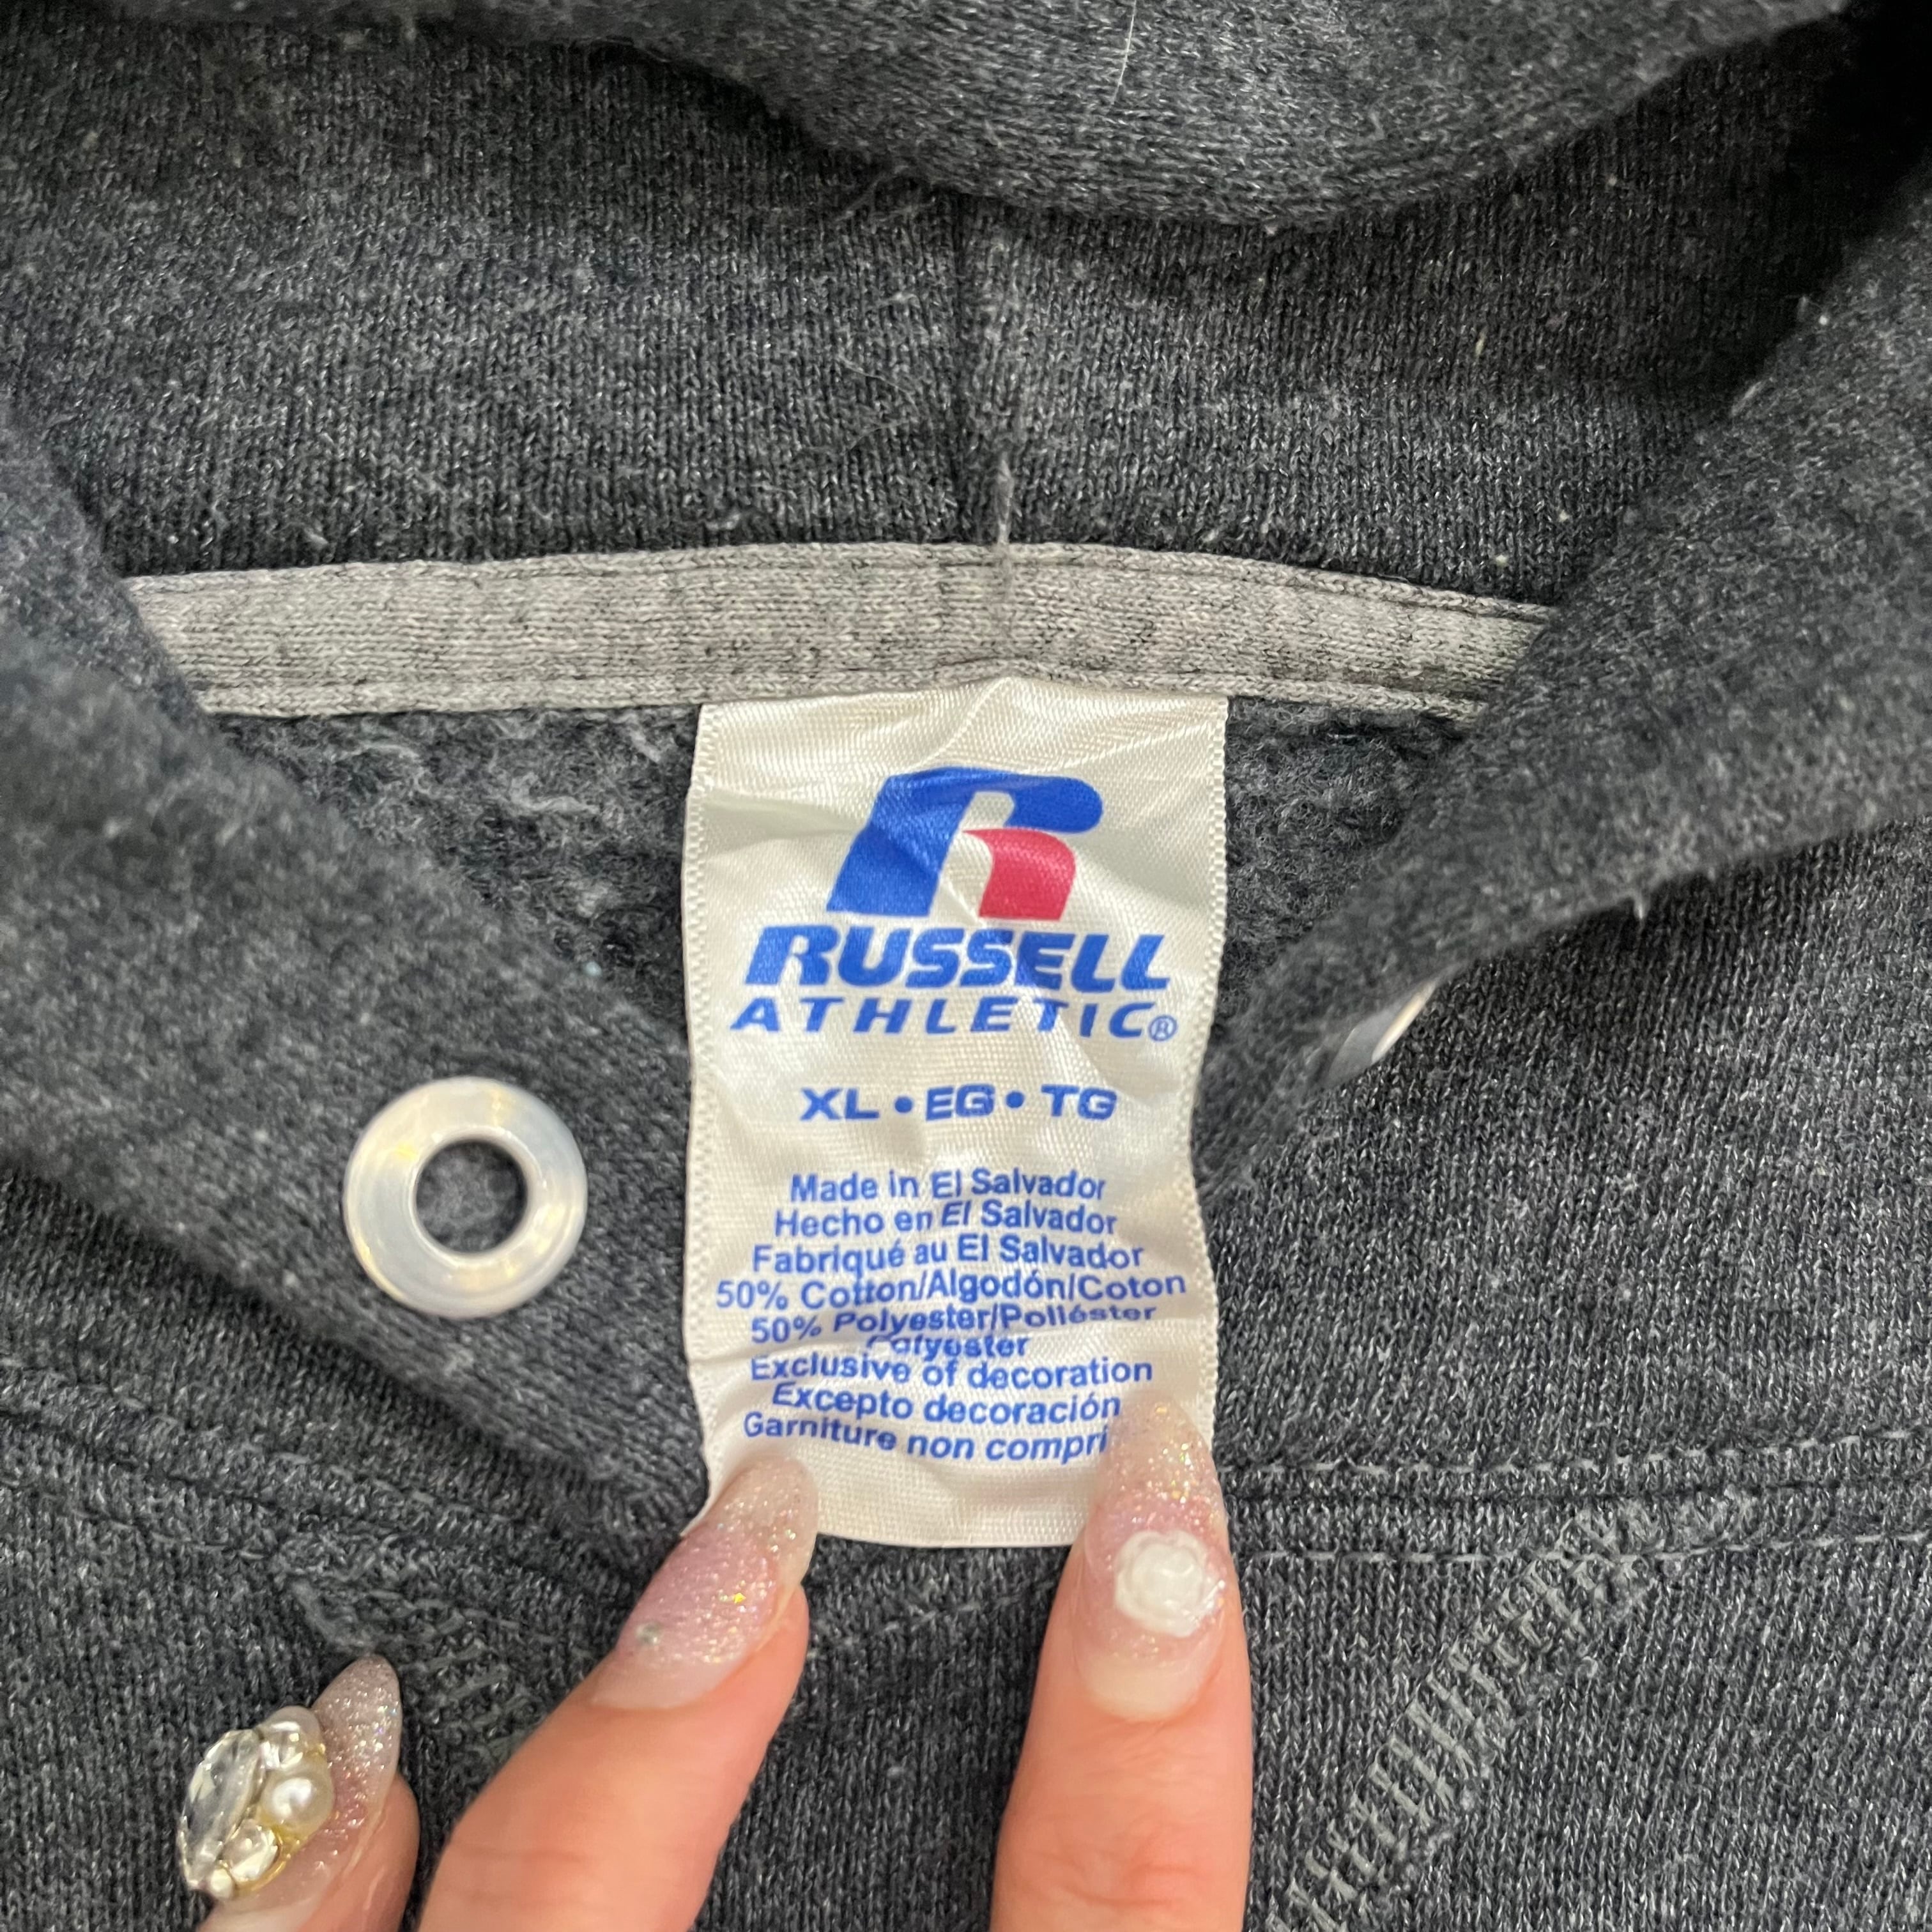 RUSSELL
ATHLETIC®
XL • EG • TG
Made in El Salvador
Hecho en El Salvador
Fabriqué au El Salvador
50% Cotton/Algodón/Coton
50% Polyester/Poliéster
Polyester
Exclusive of decoration
Excepto decoración
Garniture non compri